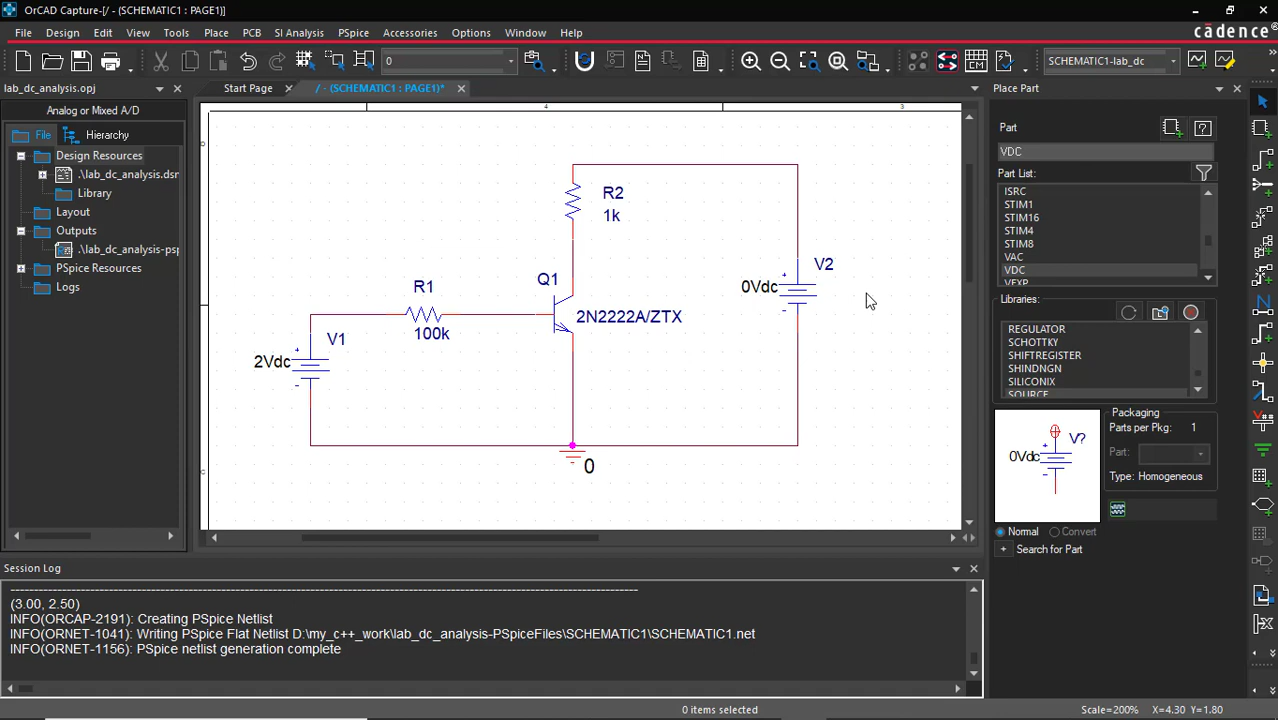 OrCAD Capture-[/ - (SCHEMATIC1 : PAGE1)]
File Design Edit View Tools Place PCB SI Analysis PSpice Accessories Options Window Help
cādence
0
SCHEMATIC1-lab_dc
lab_dc_analysis.opj
Start Page
/ - (SCHEMATIC1 : PAGE1)*
Place Part
Analog or Mixed A/D
File
Hierarchy
Design Resources
.\lab_dc_analysis.dsn
Library
Layout
Outputs
.\lab_dc_analysis-psp
PSpice Resources
Logs
4
3
D
C
R2
1k
Q1
2N2222A/ZTX
R1
100k
V1
2Vdc
+
-
V2
0Vdc
+
-
0
Part
VDC
Part List:
ISRC
STIM1
STIM16
STIM4
STIM8
VAC
VDC
VEXP
Libraries:
REGULATOR
SCHOTTKY
SHIFTREGISTER
SHINDNGN
SILICONIX
SOURCE
V?
0Vdc
+
-
Packaging
Parts per Pkg: 1
Part:
Type: Homogeneous
Normal
Convert
Search for Part
Session Log
(3.00, 2.50)
INFO(ORCAP-2191): Creating PSpice Netlist
INFO(ORNET-1041): Writing PSpice Flat Netlist D:\my_c++_work\lab_dc_analysis-PSpiceFiles\SCHEMATIC1\SCHEMATIC1.net
INFO(ORNET-1156): PSpice netlist generation complete
0 items selected
Scale=200%
X=4.30 Y=1.80